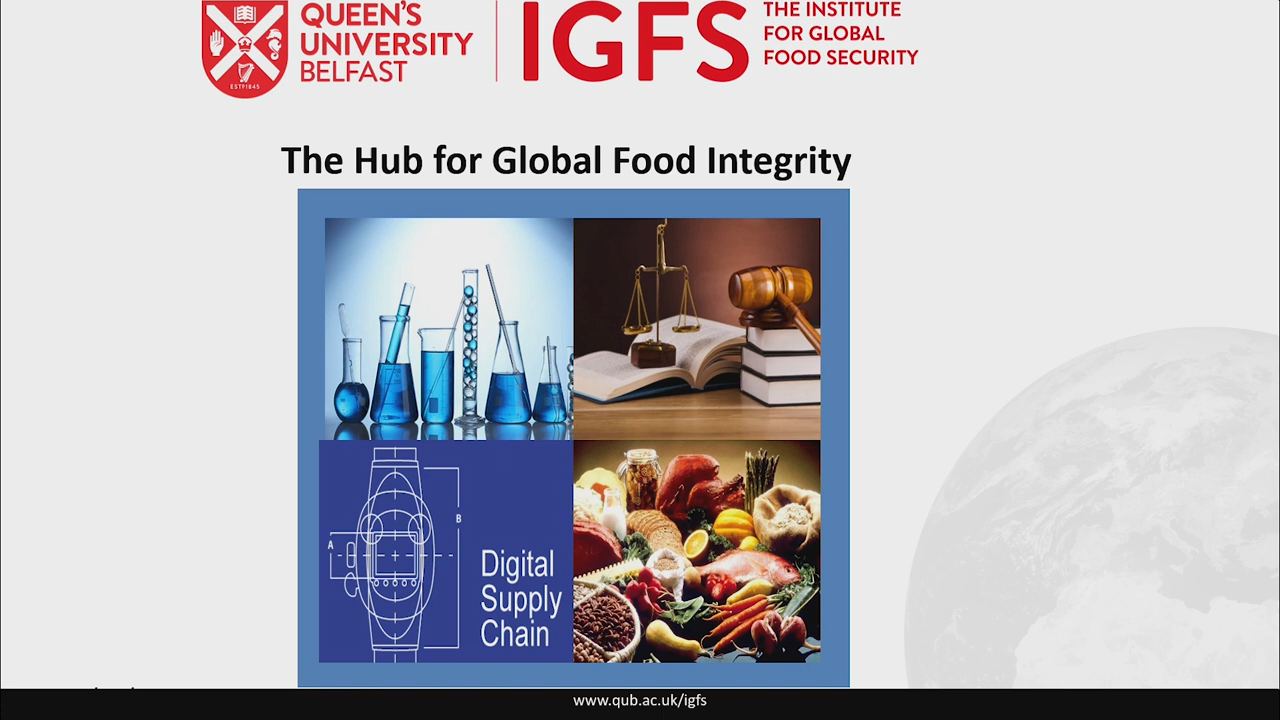 QUEEN'S
UNIVERSITY
BELFAST
ESTD1845
IGFS
THE INSTITUTE
FOR GLOBAL
FOOD SECURITY
The Hub for Global Food Integrity
A
B
Digital
Supply
Chain
www.qub.ac.uk/igfs